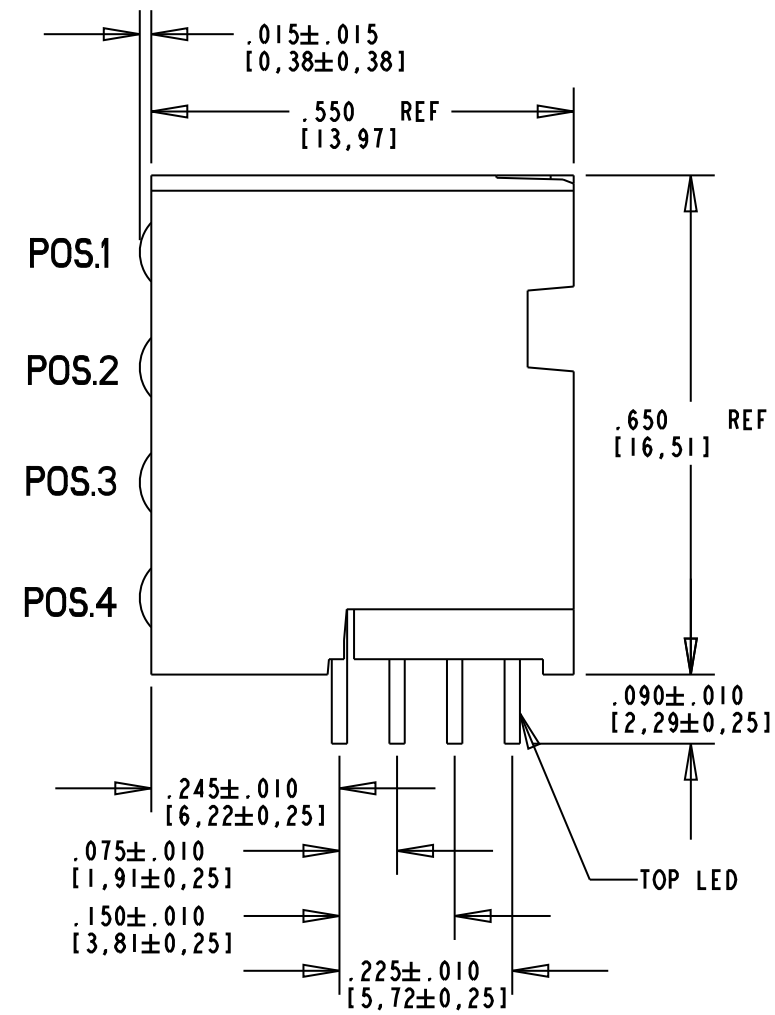 .015±.015
[0,38±0,38]
.550 REF
[13,97]
POS.1
POS.2
.650 REF
[16,51]
POS.3
POS.4
.090±.010
[2,29±0,25]
.245±.010
[6,22±0,25]
.075±.010
[1,91±0,25]
TOP LED
.150±.010
[3,81±0,25]
.225±.010
[5,72±0,25]